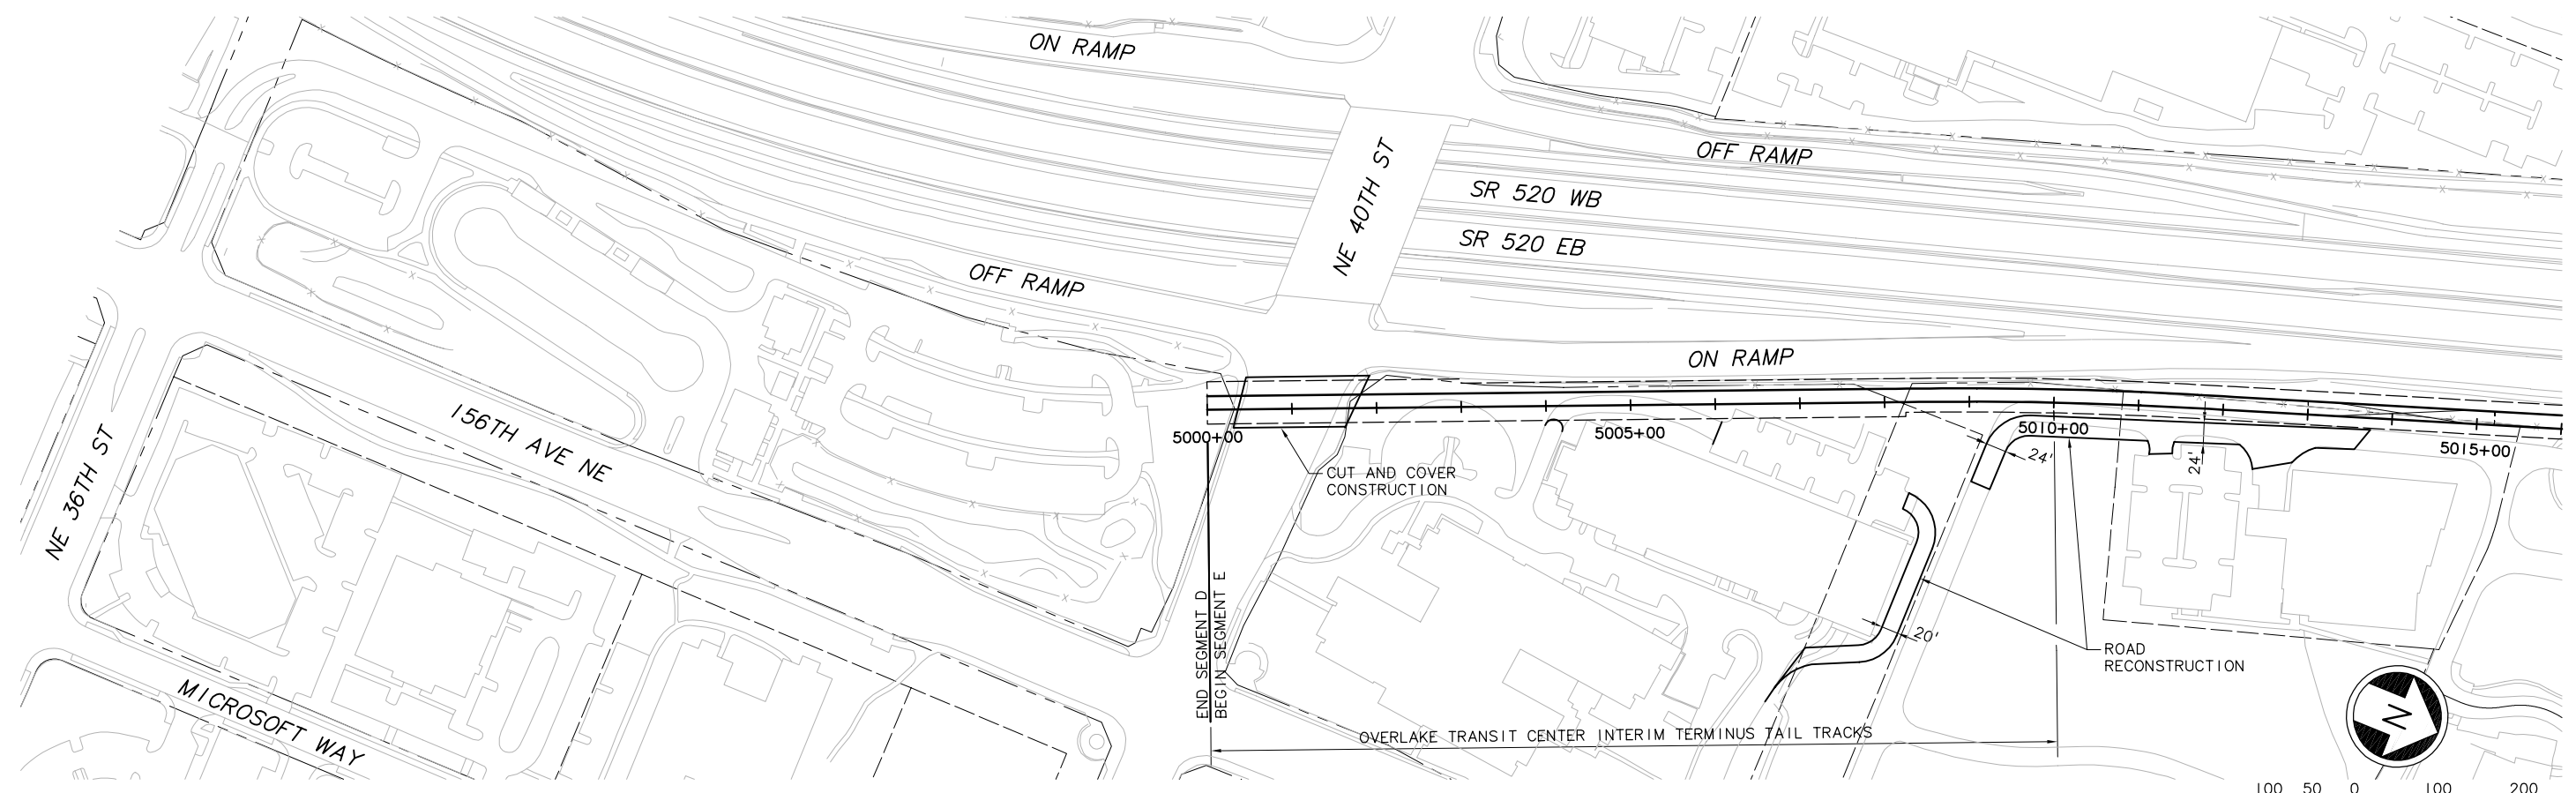 ON RAMP
OFF RAMP
SR 520 WB
SR 520 EB
NE 40TH ST
OFF RAMP
ON RAMP
156TH AVE NE
NE 36TH ST
MICROSOFT WAY
5000+00
5005+00
5010+00
5015+00
CUT AND COVER
CONSTRUCTION
24'
24'
20'
END SEGMENT D
BEGIN SEGMENT E
ROAD
RECONSTRUCTION
OVERLAKE TRANSIT CENTER INTERIM TERMINUS TAIL TRACKS
N
100 50 0 100 200